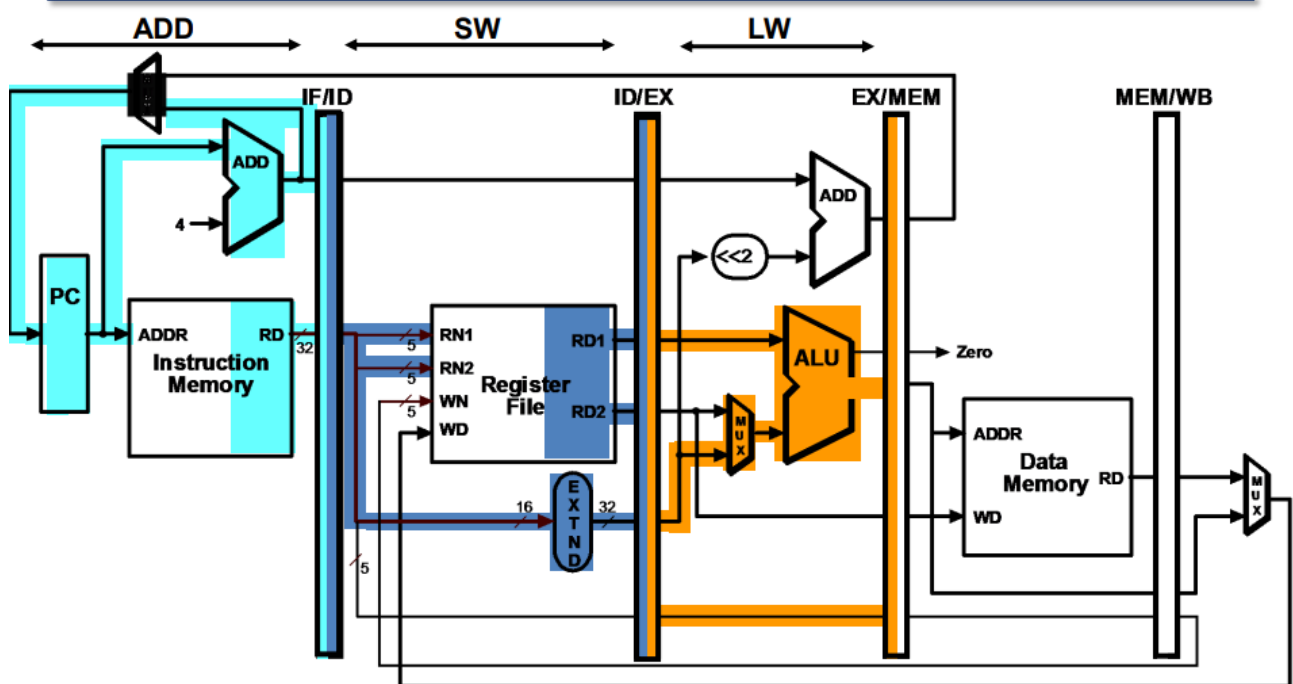 ADD SW LW
IF/ID ID/EX EX/MEM MEM/WB
ADD
4
ADD
<<2
PC
ADDR RD
32
Instruction
Memory
RN1
5
RN2
5
WN
5
WD
Register
File
RD1
RD2
16
EXTND
32
5
MUX
ALU
Zero
ADDR
Data
Memory
RD
WD
MUX